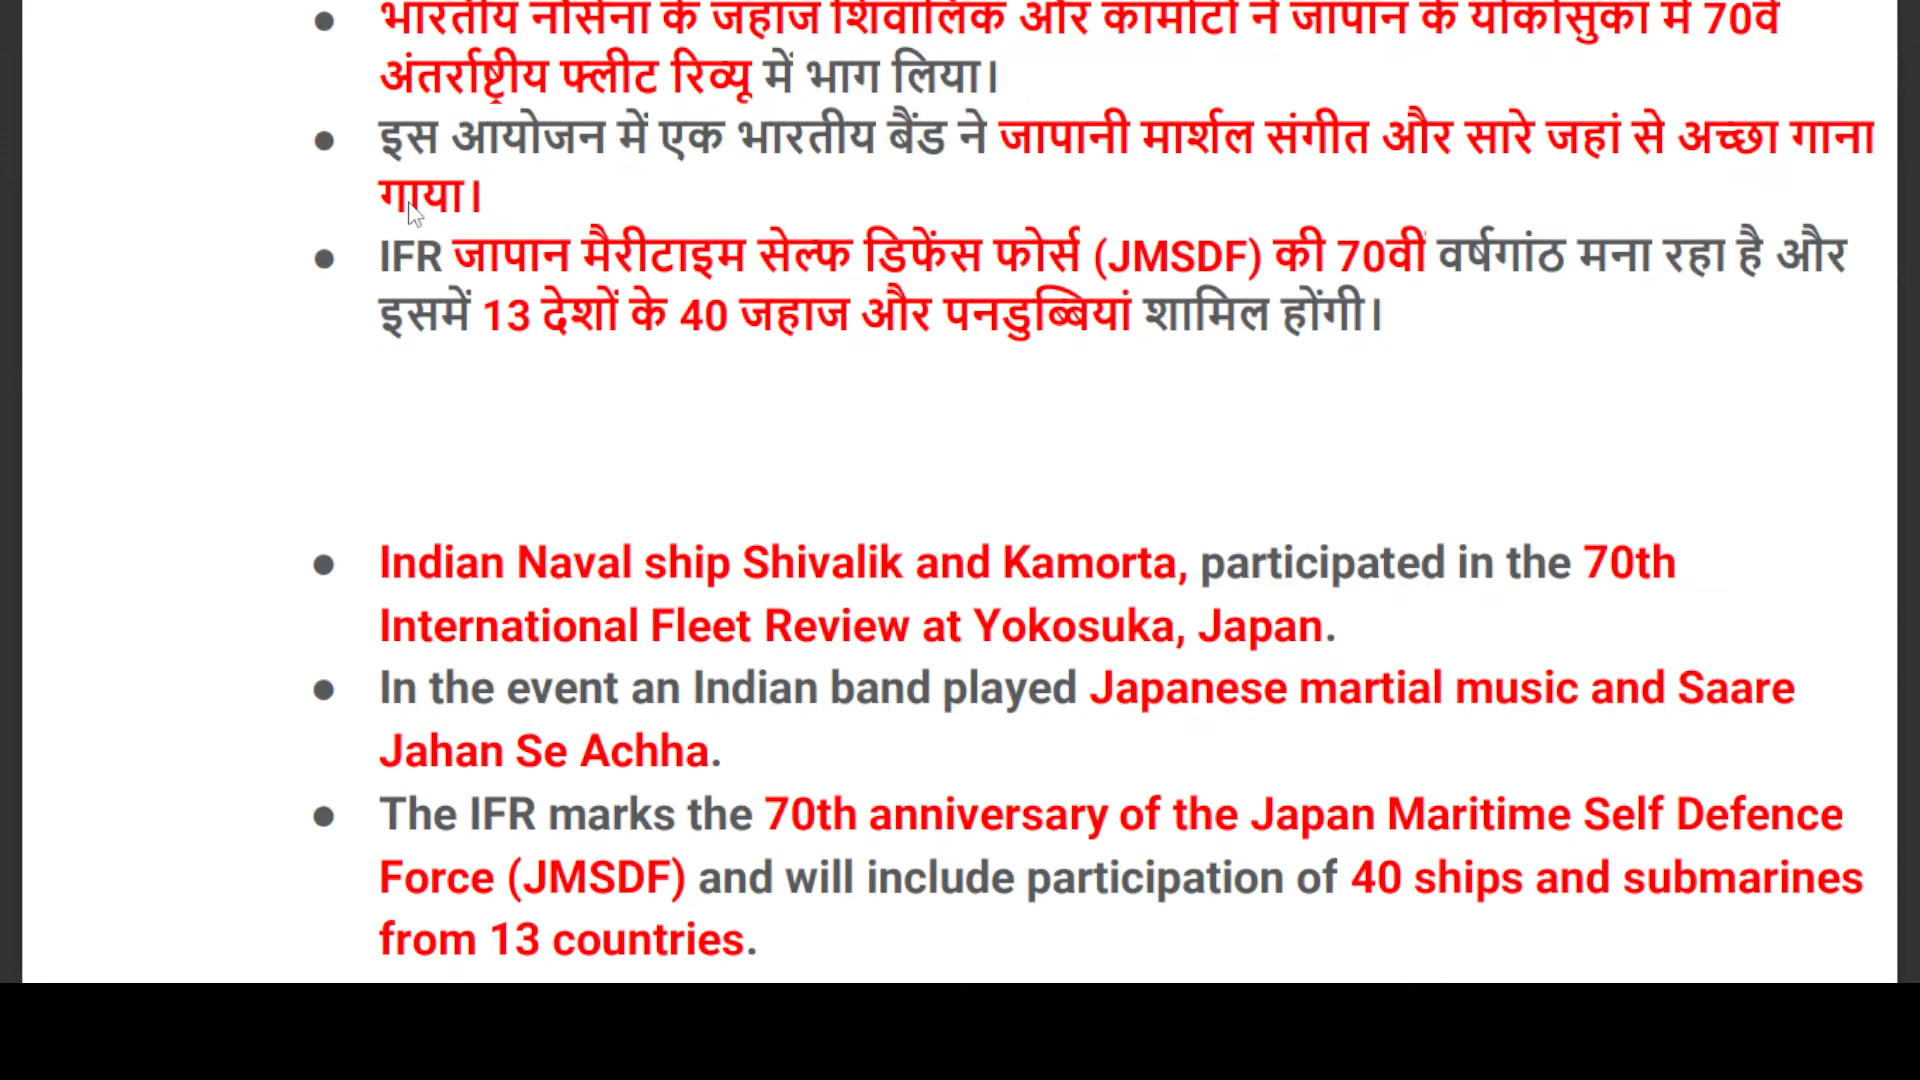 भारतीय नौसेना के जहाज शिवालिक और कामोर्टा ने जापान के योकोसुका में 70वें
अंतर्राष्ट्रीय फ्लीट रिव्यू में भाग लिया।
इस आयोजन में एक भारतीय बैंड ने जापानी मार्शल संगीत और सारे जहां से अच्छा गाना
गाया।
IFR जापान मैरीटाइम सेल्फ डिफेंस फोर्स (JMSDF) की 70वीं वर्षगांठ मना रहा है और
इसमें 13 देशों के 40 जहाज और पनडुब्बियां शामिल होंगी।
Indian Naval ship Shivalik and Kamorta, participated in the 70th
International Fleet Review at Yokosuka, Japan.
In the event an Indian band played Japanese martial music and Saare
Jahan Se Achha.
The IFR marks the 70th anniversary of the Japan Maritime Self Defence
Force (JMSDF) and will include participation of 40 ships and submarines
from 13 countries.